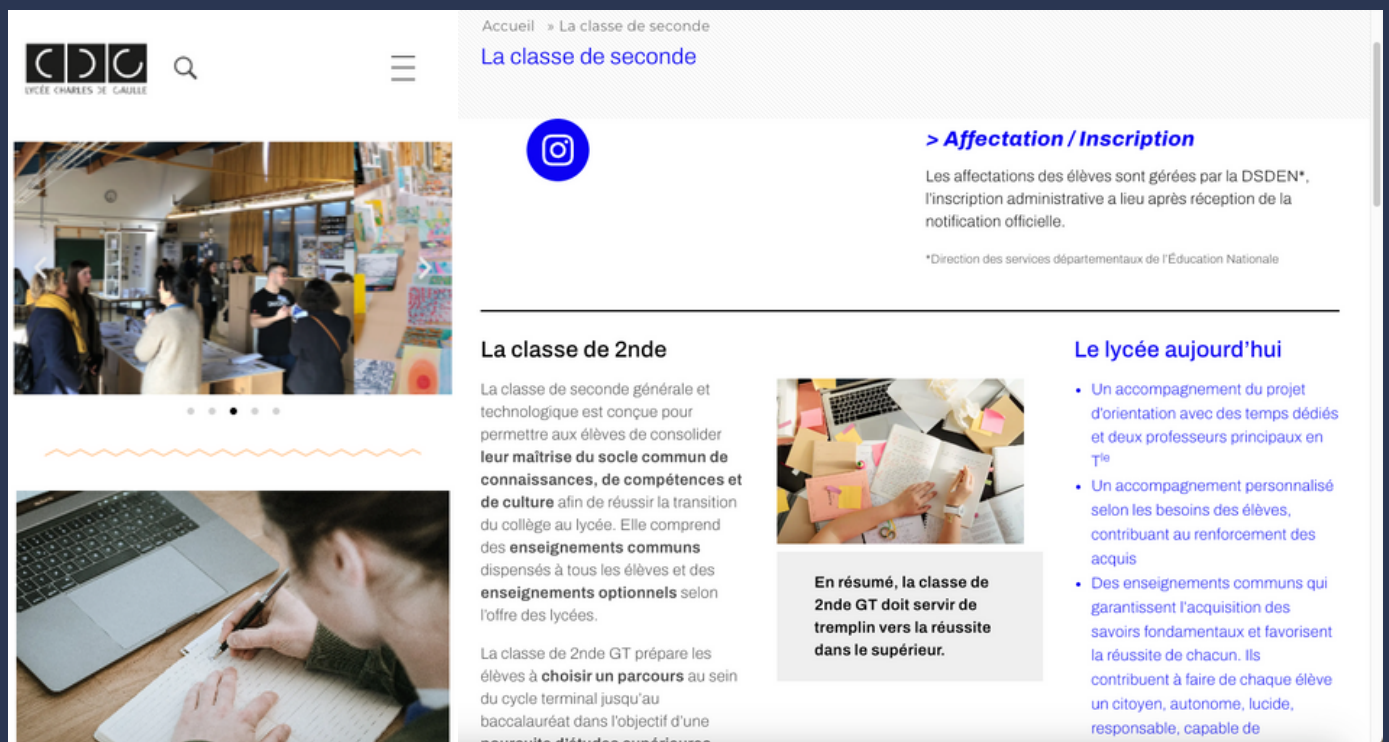 CDG
LYCÉE CHARLES DE GAULLE
Accueil » La classe de seconde
La classe de seconde
> Affectation / Inscription
Les affectations des élèves sont gérées par la DSDEN*,
l'inscription administrative a lieu après réception de la
notification officielle.
*Direction des services départementaux de l'Éducation Nationale
La classe de 2nde
La classe de seconde générale et
technologique est conçue pour
permettre aux élèves de consolider
leur maîtrise du socle commun de
connaissances, de compétences et
de culture afin de réussir la transition
du collège au lycée. Elle comprend
des enseignements communs
dispensés à tous les élèves et des
enseignements optionnels selon
l'offre des lycées.
La classe de 2nde GT prépare les
élèves à choisir un parcours au sein
du cycle terminal jusqu'au
baccalauréat dans l'objectif d'une
poursuite d'études supérieures
En résumé, la classe de
2nde GT doit servir de
tremplin vers la réussite
dans le supérieur.
Le lycée aujourd'hui
• Un accompagnement du projet
d'orientation avec des temps dédiés
et deux professeurs principaux en
Tle
• Un accompagnement personnalisé
selon les besoins des élèves,
contribuant au renforcement des
acquis
• Des enseignements communs qui
garantissent l'acquisition des
savoirs fondamentaux et favorisent
la réussite de chacun. Ils
contribuent à faire de chaque élève
un citoyen, autonome, lucide,
responsable, capable de